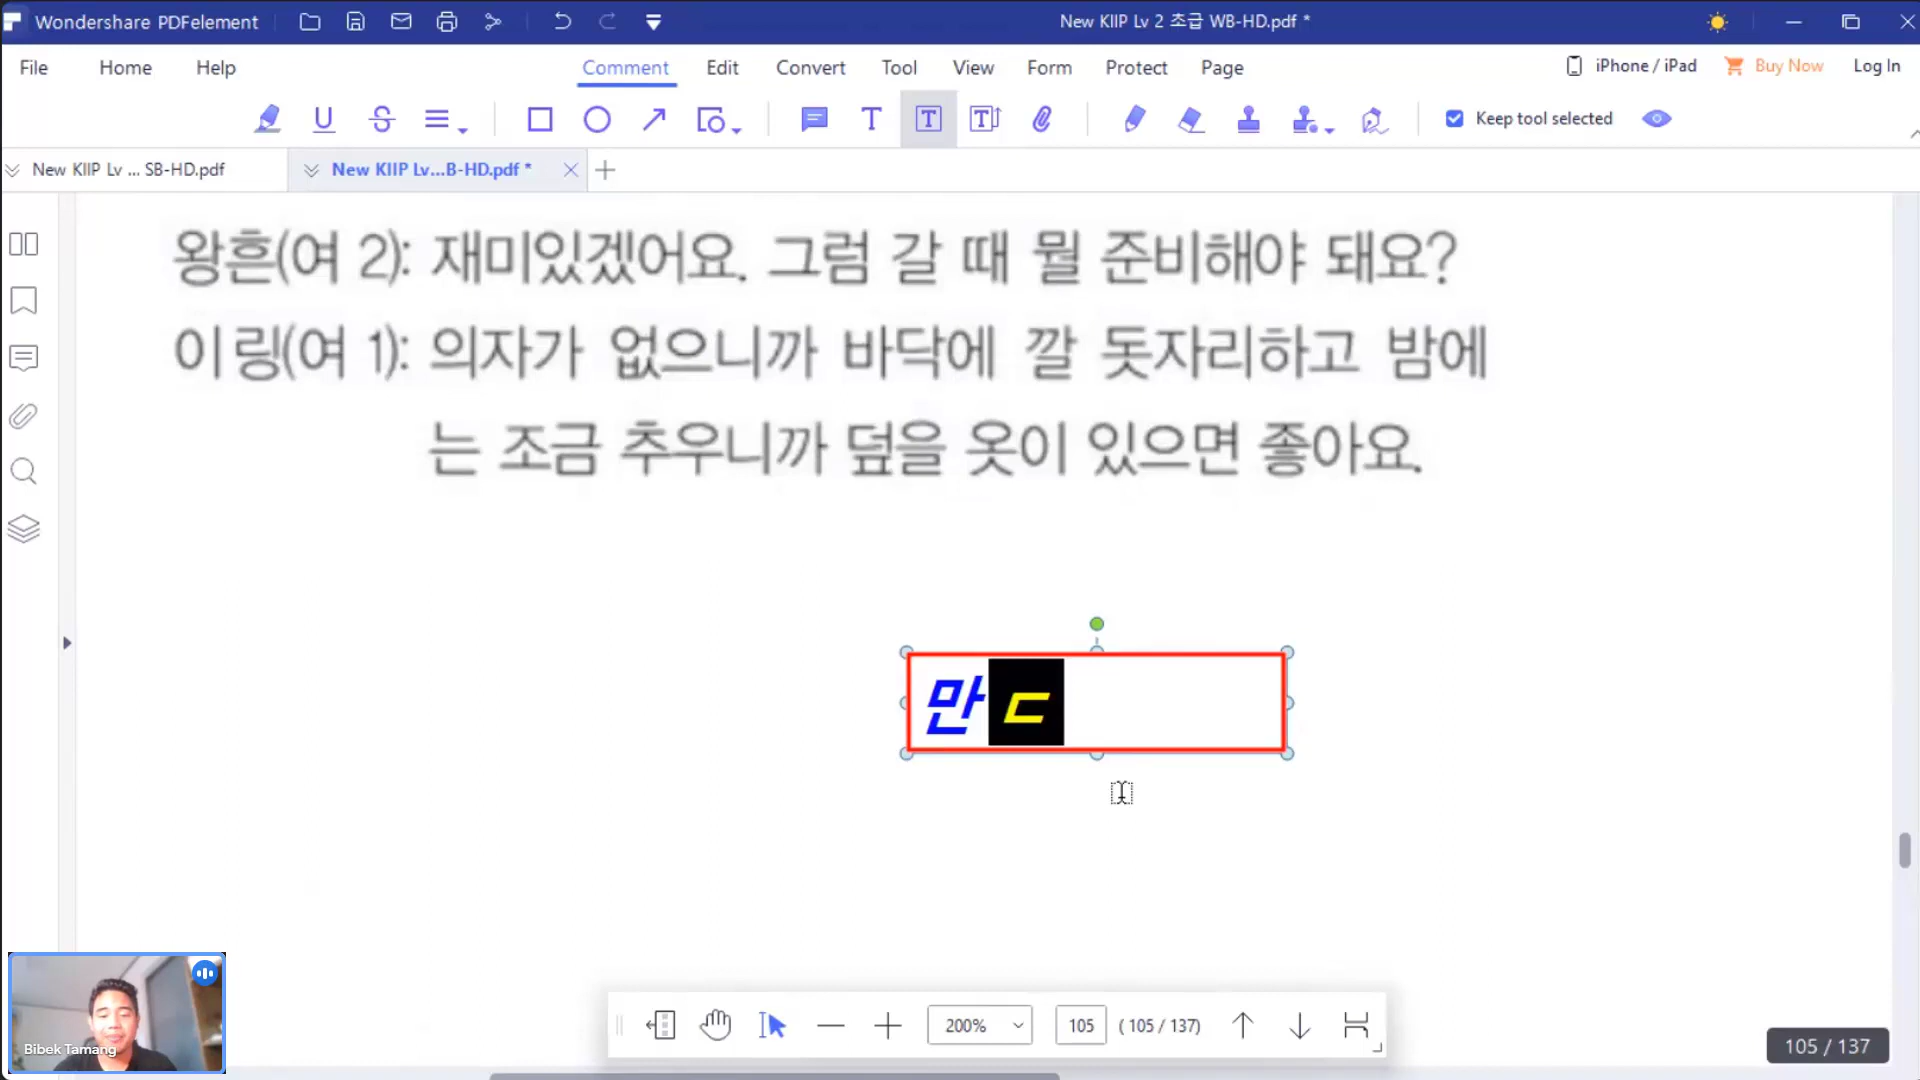 Wondershare PDFelement
New KIIP Lv 2 초급 WB-HD.pdf *
File Home Help Comment Edit Convert Tool View Form Protect Page iPhone / iPad Buy Now Log In
Keep tool selected
New KIIP Lv ... SB-HD.pdf
New KIIP Lv...B-HD.pdf *
왕흔(여 2): 재미있겠어요. 그럼 갈 때 뭘 준비해야 돼요?
이링(여 1): 의자가 없으니까 바닥에 깔 돗자리하고 밤에
는 조금 추우니까 덮을 옷이 있으면 좋아요.
만ㄷ
Bibek Tamang
200% 105 ( 105 / 137)
105 / 137